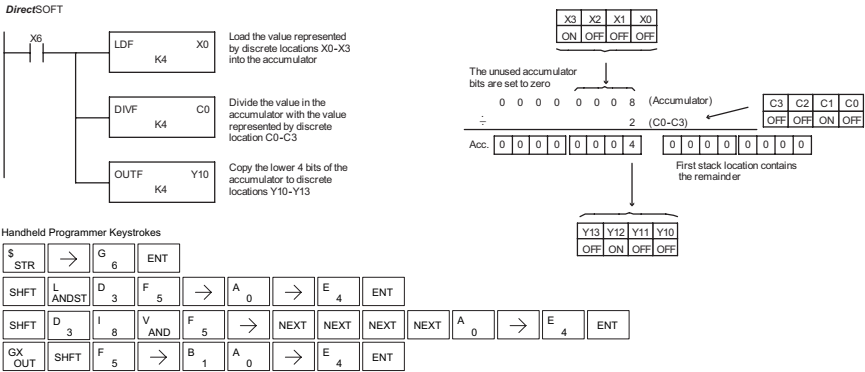 DirectSOFT
X6
LDF X0
K4
Load the value represented
by discrete locations X0-X3
into the accumulator
DIVF C0
K4
Divide the value in the
accumulator with the value
represented by discrete
location C0-C3
OUTF Y10
K4
Copy the lower 4 bits of the
accumulator to discrete
locations Y10-Y13
X3 X2 X1 X0
ON OFF OFF OFF
The unused accumulator
bits are set to zero
0 0 0 0 0 0 0 8 (Accumulator)
÷ 2 (C0-C3)
C3 C2 C1 C0
OFF OFF ON OFF
Acc. 0 0 0 0 0 0 0 4 0 0 0 0 0 0 0 0
First stack location contains
the remainder
Y13 Y12 Y11 Y10
OFF ON OFF OFF
Handheld Programmer Keystrokes
$ STR → G 6 ENT
SHFT L ANDST D 3 F 5 → A 0 → E 4 ENT
SHFT D 3 I 8 V AND F 5 → NEXT NEXT NEXT NEXT A 0 → E 4 ENT
GX OUT SHFT F 5 → B 1 A 0 → E 4 ENT